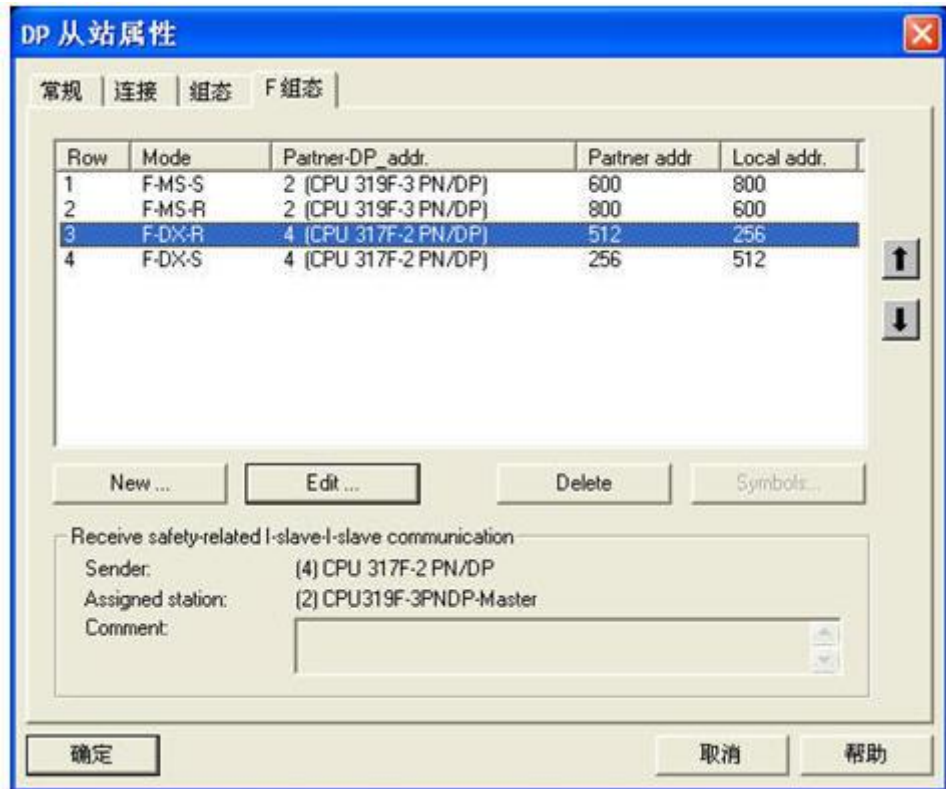 DP 从站属性
常规 连接 组态 F 组态
Row Mode Partner-DP_addr. Partner addr Local addr.
1 F-MS-S 2 (CPU 319F-3 PN/DP) 600 800
2 F-MS-R 2 (CPU 319F-3 PN/DP) 800 600
3 F-DX-R 4 (CPU 317F-2 PN/DP) 512 256
4 F-DX-S 4 (CPU 317F-2 PN/DP) 256 512
New ... Edit ... Delete Symbols...
Receive safety-related I-slave-I-slave communication
Sender: (4) CPU 317F-2 PN/DP
Assigned station: (2) CPU319F-3PNDP-Master
Comment:
确定 取消 帮助